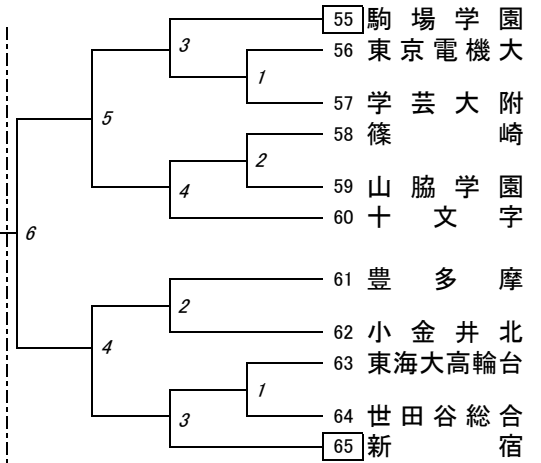 55 駒場学園
3
56 東京電機大
1
57 学芸大附
5
58 篠崎
2
59 山脇学園
4
60 十文字
6
61 豊多摩
2
62 小金井北
4
63 東海大高輪台
1
64 世田谷総合
3
65 新宿